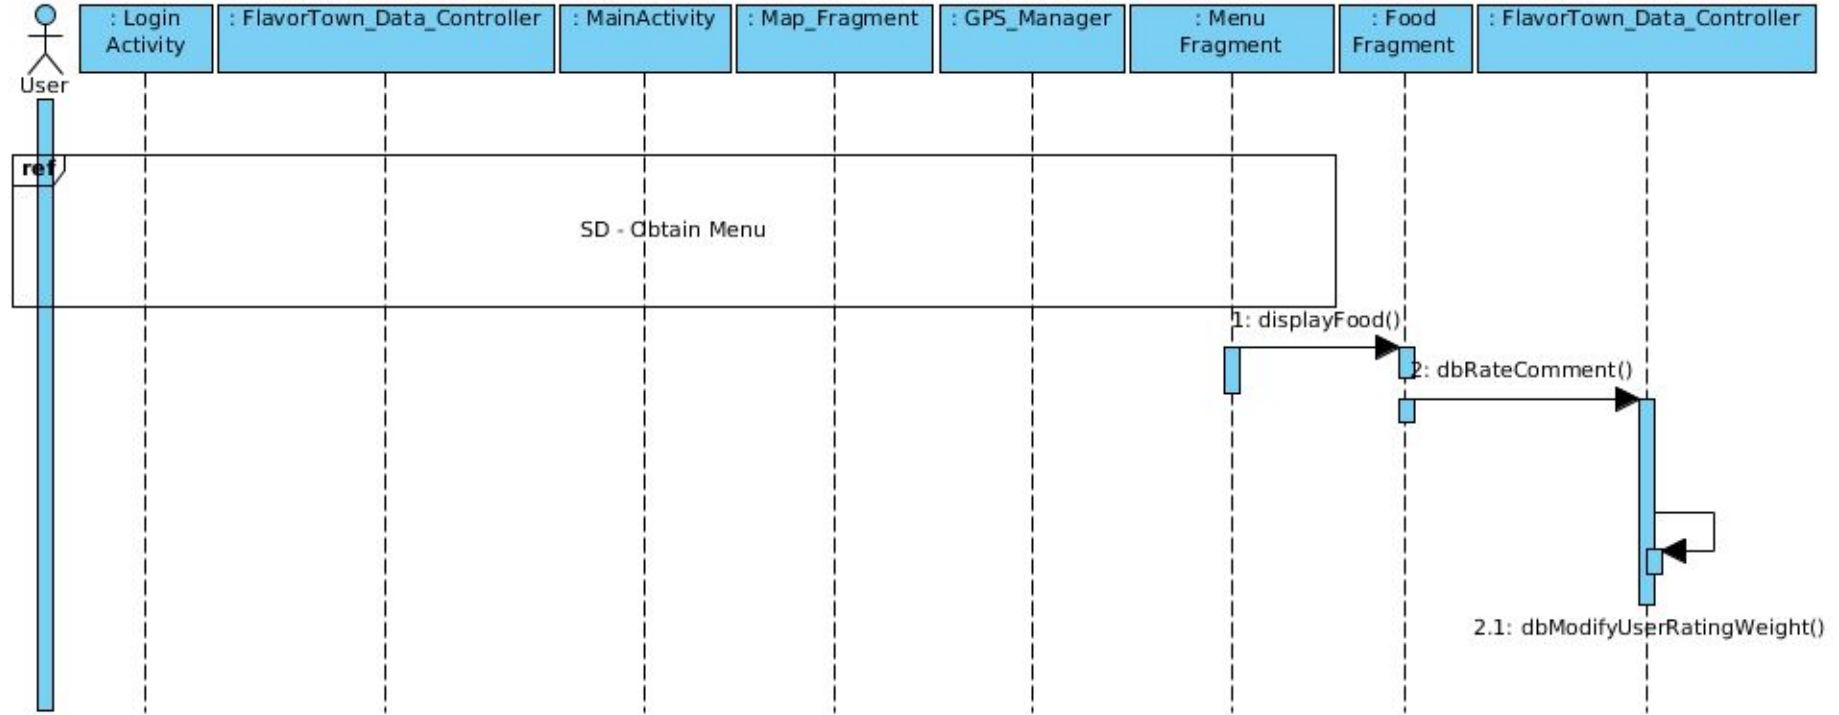 : Login
Activity
: FlavorTown_Data_Controller
: MainActivity
: Map_Fragment
: GPS_Manager
: Menu
Fragment
: Food
Fragment
: FlavorTown_Data_Controller
User
ref
SD - Obtain Menu
1: displayFood()
2: dbRateComment()
2.1: dbModifyUserRatingWeight()